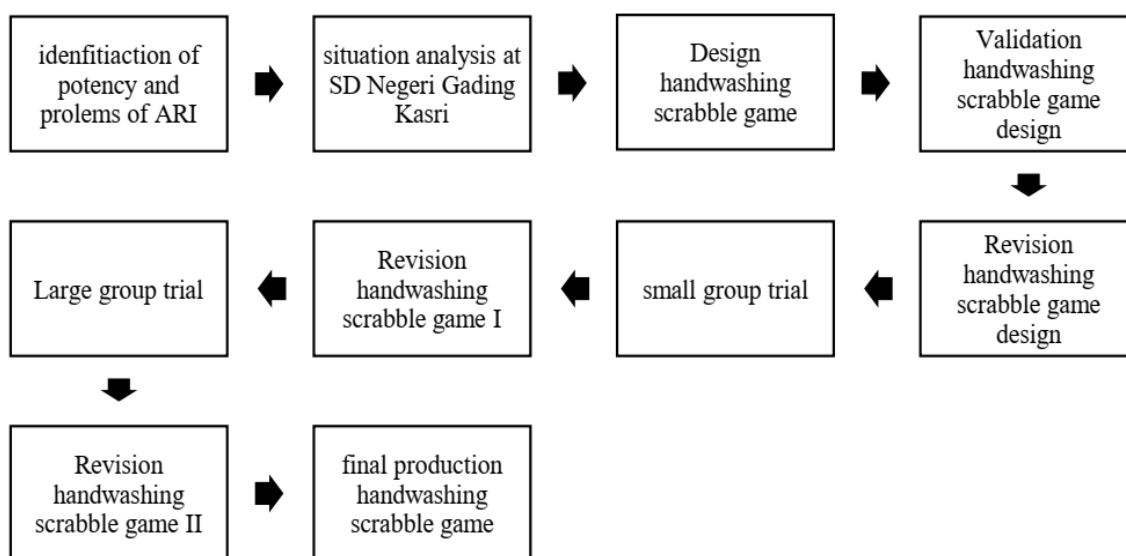 idenfitiaction of
potency and
prolems of ARI
situation analysis at
SD Negeri Gading
Kasri
Design
handwashing
scrabble game
Validation
handwashing
scrabble game
design
Revision
handwashing
scrabble game
design
small group trial
Revision
handwashing
scrabble game I
Large group trial
Revision
handwashing
scrabble game II
final production
handwashing
scrabble game